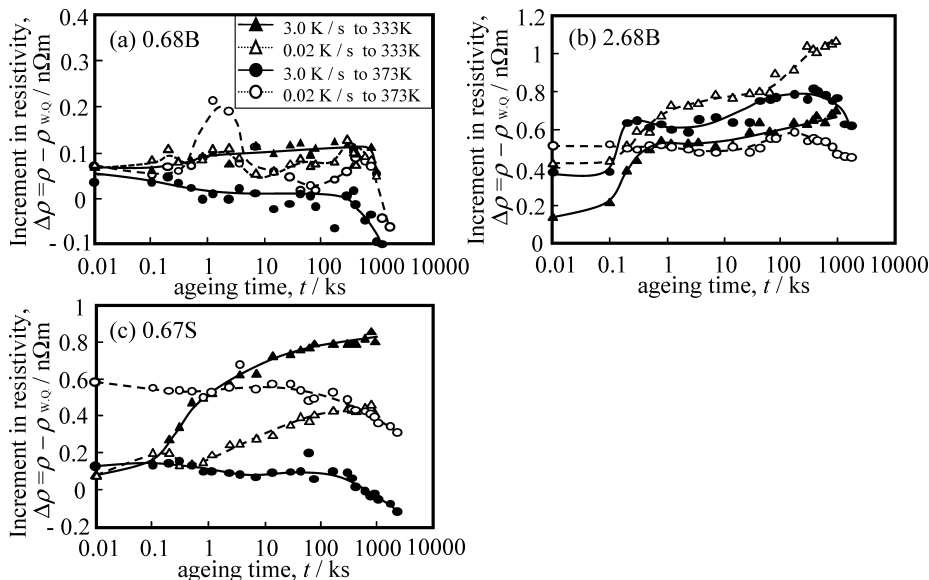 (a) 0.68B
3.0 K / s to 333K
0.02 K / s to 333K
3.0 K / s to 373K
0.02 K / s to 373K
0.4
0.3
0.2
0.1
0
- 0.1
0.01 0.1 1 10 100 1000 10000
ageing time, t / ks
Increment in resistivity,
Δρ = ρ − ρ W.Q / nΩm
(b) 2.68B
1.2
1
0.8
0.6
0.4
0.2
0
0.01 0.1 1 10 100 1000 10000
ageing time, t / ks
Increment in resistivity,
Δρ = ρ − ρ W.Q / nΩm
(c) 0.67S
1
0.8
0.6
0.4
0.2
0
- 0.2
0.01 0.1 1 10 100 1000 10000
ageing time, t / ks
Increment in resistivity,
Δρ = ρ − ρ W.Q / nΩm